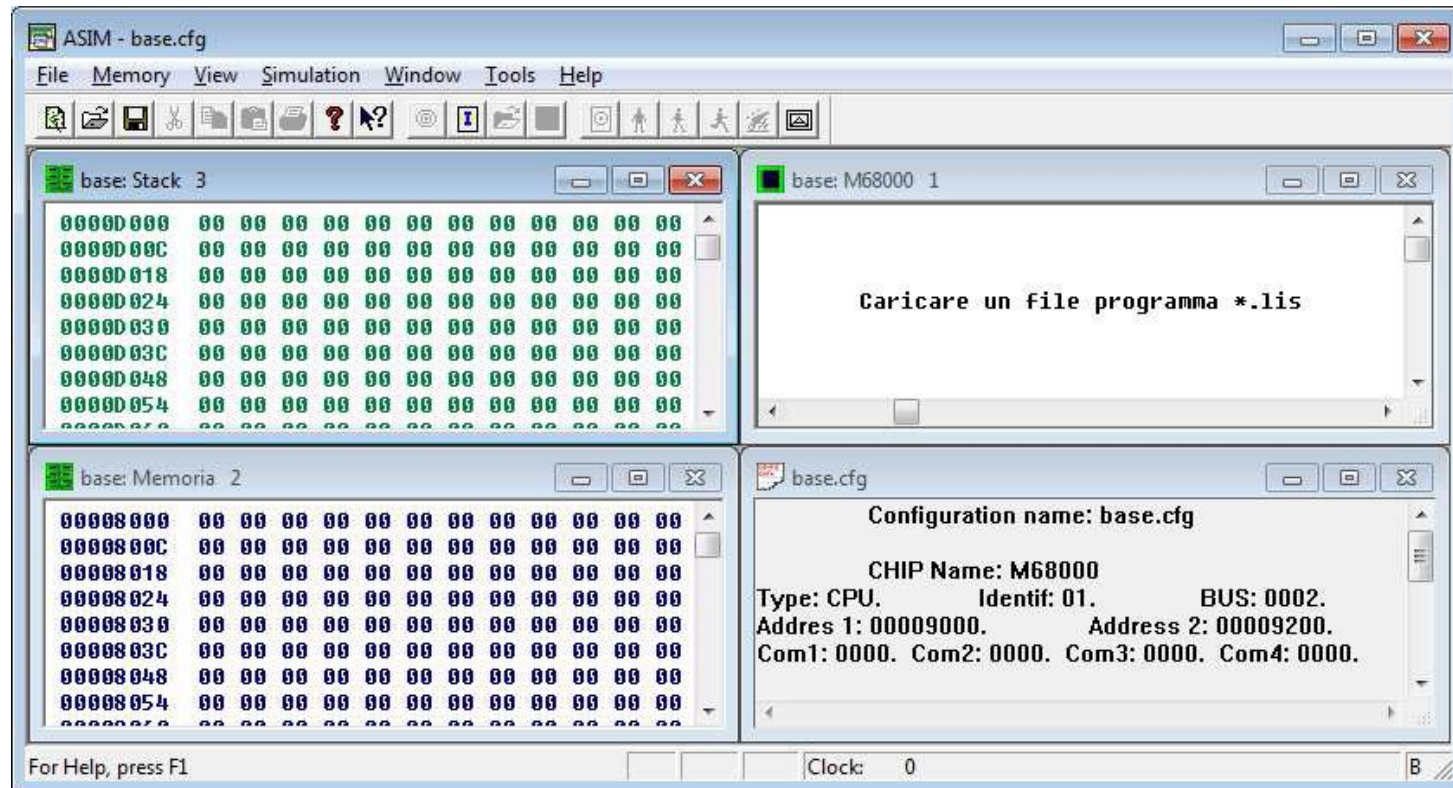 ASIM - base.cfg
File Memory View Simulation Window Tools Help
base: Stack 3
0000D000 00 00 00 00 00 00 00 00 00 00 00 00
0000D00C 00 00 00 00 00 00 00 00 00 00 00 00
0000D018 00 00 00 00 00 00 00 00 00 00 00 00
0000D024 00 00 00 00 00 00 00 00 00 00 00 00
0000D030 00 00 00 00 00 00 00 00 00 00 00 00
0000D03C 00 00 00 00 00 00 00 00 00 00 00 00
0000D048 00 00 00 00 00 00 00 00 00 00 00 00
0000D054 00 00 00 00 00 00 00 00 00 00 00 00
base: M68000 1
Caricare un file programma *.lis
base: Memoria 2
00008000 00 00 00 00 00 00 00 00 00 00 00 00
0000800C 00 00 00 00 00 00 00 00 00 00 00 00
00008018 00 00 00 00 00 00 00 00 00 00 00 00
00008024 00 00 00 00 00 00 00 00 00 00 00 00
00008030 00 00 00 00 00 00 00 00 00 00 00 00
0000803C 00 00 00 00 00 00 00 00 00 00 00 00
00008048 00 00 00 00 00 00 00 00 00 00 00 00
00008054 00 00 00 00 00 00 00 00 00 00 00 00
base.cfg
Configuration name: base.cfg
CHIP Name: M68000
Type: CPU. Identif: 01. BUS: 0002.
Addres 1: 00009000. Address 2: 00009200.
Com1: 0000. Com2: 0000. Com3: 0000. Com4: 0000.
For Help, press F1
Clock: 0
B